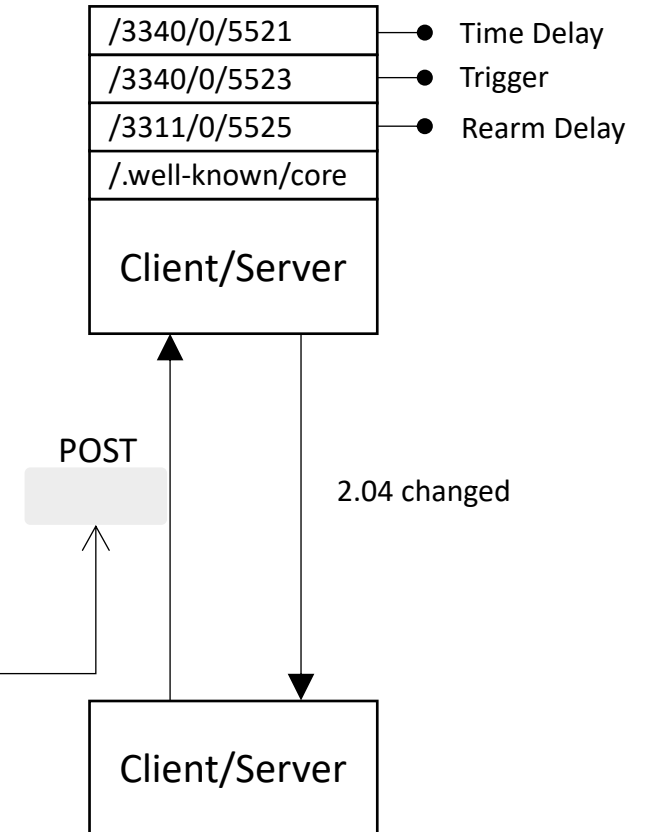 /3340/0/5521
Time Delay
/3340/0/5523
Trigger
/3311/0/5525
Rearm Delay
/.well-known/core
Client/Server
POST
2.04 changed
Client/Server